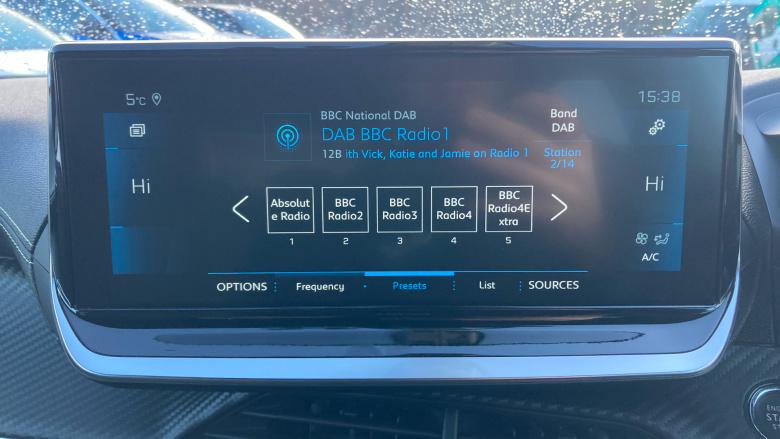 5°C
15:38
BBC National DAB
DAB BBC Radio1
12B ith Vick, Katie and Jamie on Radio 1
Band
DAB
Station
2/14
Hi
Hi
Absolut
e Radio
1
BBC
Radio2
2
BBC
Radio3
3
BBC
Radio4
4
BBC
Radio4E
xtra
5
A/C
OPTIONS
Frequency
Presets
List
SOURCES